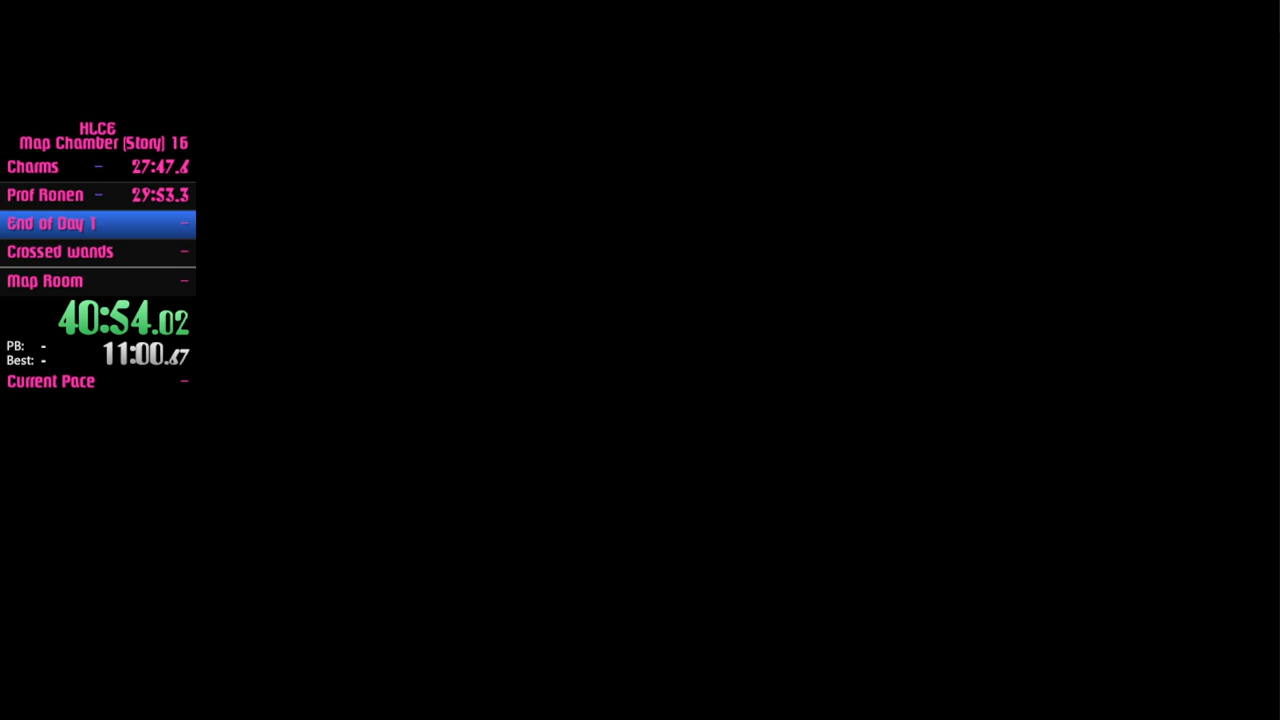 HLCE
Map Chamber (Story) 16
Charms - 27:47.6
Prof Ronen - 29:53.3
End of Day 1 -
Crossed wands -
Map Room -
40:54.02
PB: - 11:00.67
Best: -
Current Pace -